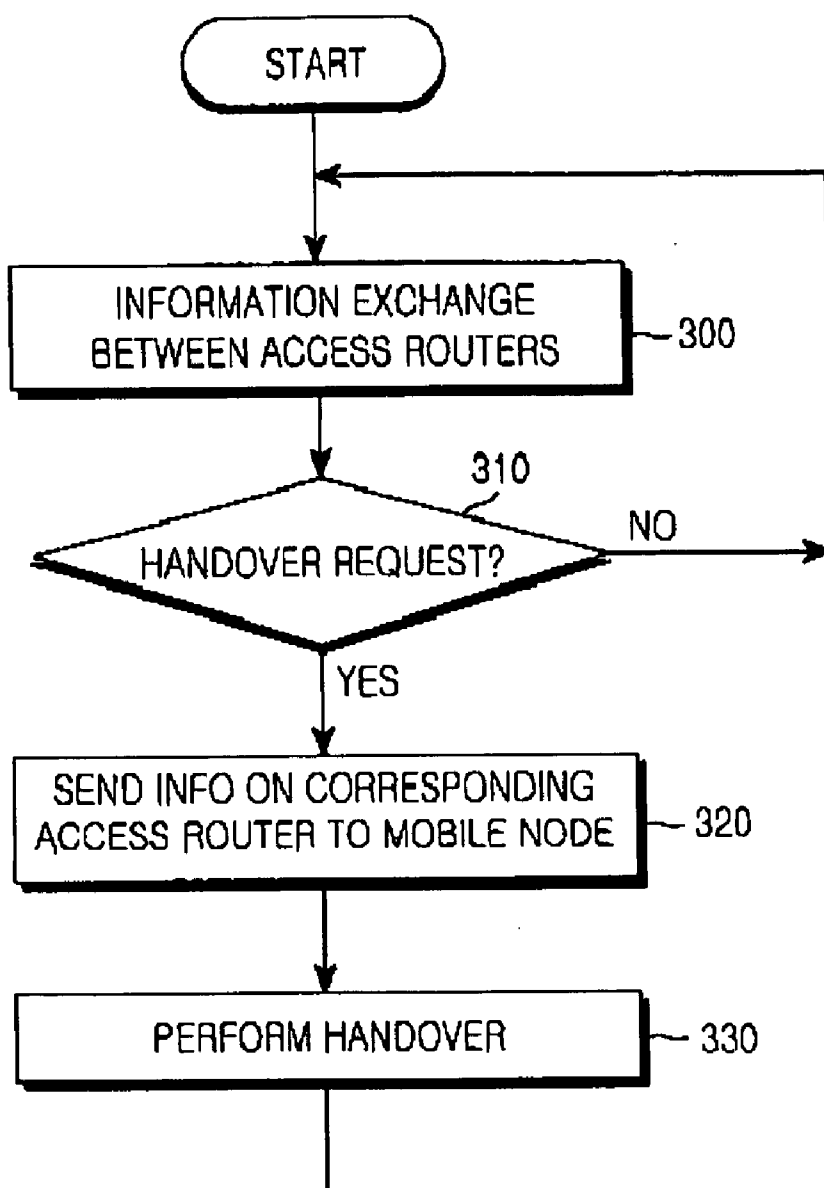 START
INFORMATION EXCHANGE
BETWEEN ACCESS ROUTERS
300
310
HANDOVER REQUEST?
NO
YES
SEND INFO ON CORRESPONDING
ACCESS ROUTER TO MOBILE NODE
320
PERFORM HANDOVER
330